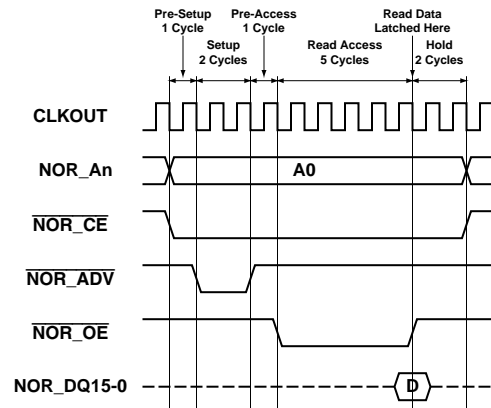 Pre-Setup
1 Cycle
Setup
2 Cycles
Pre-Access
1 Cycle
Read Access
5 Cycles
Read Data
Latched Here
Hold
2 Cycles
CLKOUT
NOR_An
A0
NOR_CE
NOR_ADV
NOR_OE
NOR_DQ15-0
D